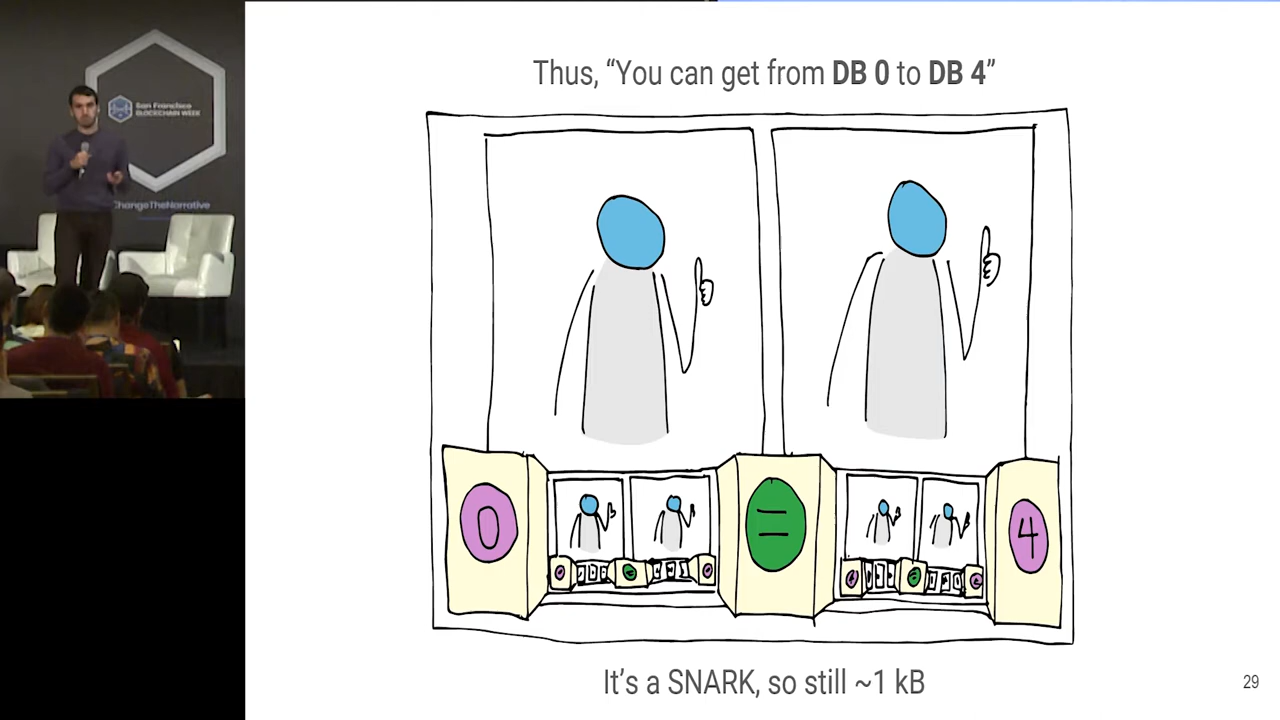 San Francisco
BLOCKCHAIN WEEK
ChangeTheNarrative
Thus, “You can get from DB 0 to DB 4”
0
=
4
It's a SNARK, so still ~1 kB
29